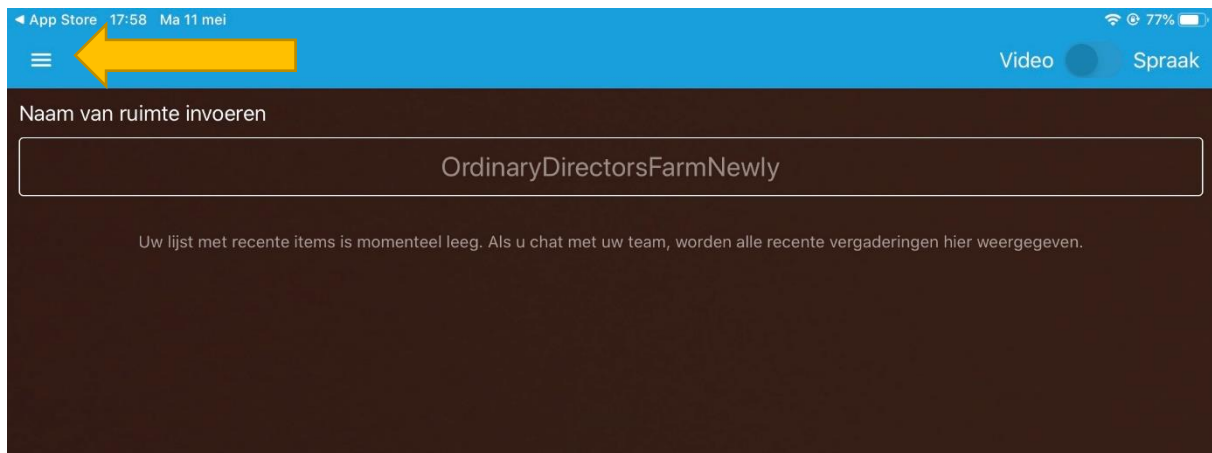 ◀ App Store 17:58 Ma 11 mei 77%
Video Spraak
Naam van ruimte invoeren
OrdinaryDirectorsFarmNewly
Uw lijst met recente items is momenteel leeg. Als u chat met uw team, worden alle recente vergaderingen hier weergegeven.